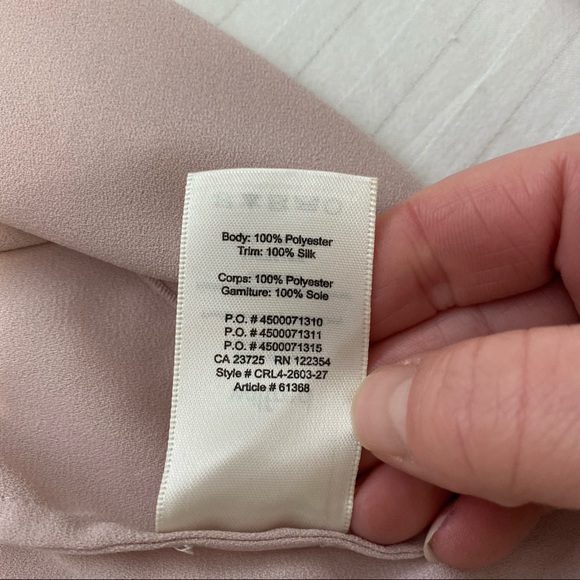 Body: 100% Polyester
Trim: 100% Silk
Corps: 100% Polyester
Garniture: 100% Soie
P.O. # 4500071310
P.O. # 4500071311
P.O. # 4500071315
CA 23725 RN 122354
Style # CRL4-2603-27
Article # 61368